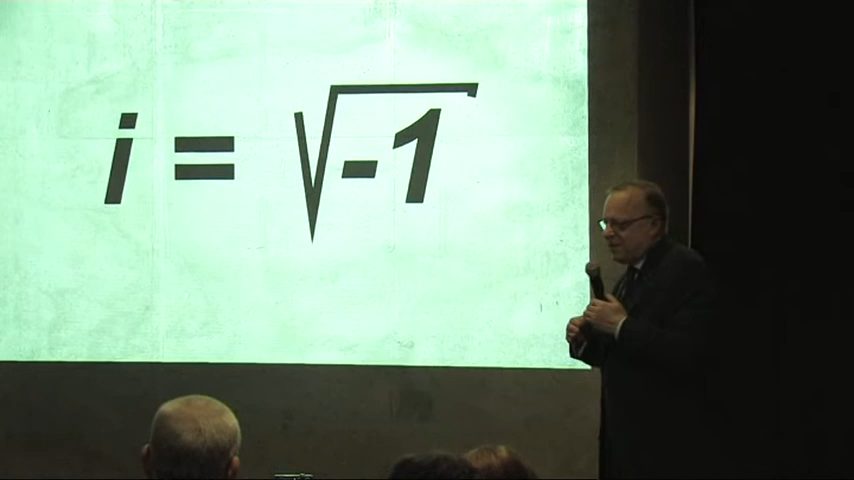 i = √-1